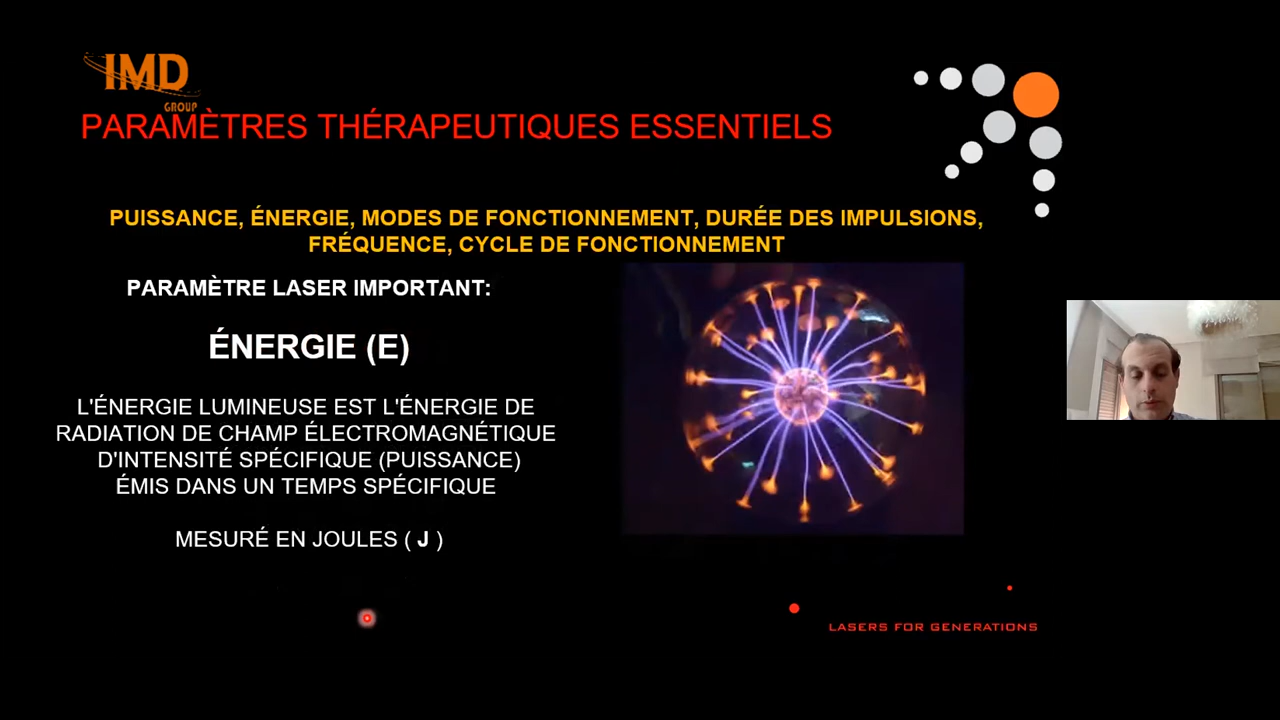 IMD
GROUP
PARAMÈTRES THÉRAPEUTIQUES ESSENTIELS
PUISSANCE, ÉNERGIE, MODES DE FONCTIONNEMENT, DURÉE DES IMPULSIONS,
FRÉQUENCE, CYCLE DE FONCTIONNEMENT
PARAMÈTRE LASER IMPORTANT:
ÉNERGIE (E)
L'ÉNERGIE LUMINEUSE EST L'ÉNERGIE DE
RADIATION DE CHAMP ÉLECTROMAGNÉTIQUE
D'INTENSITÉ SPÉCIFIQUE (PUISSANCE)
ÉMIS DANS UN TEMPS SPÉCIFIQUE
MESURÉ EN JOULES ( J )
LASERS FOR GENERATIONS